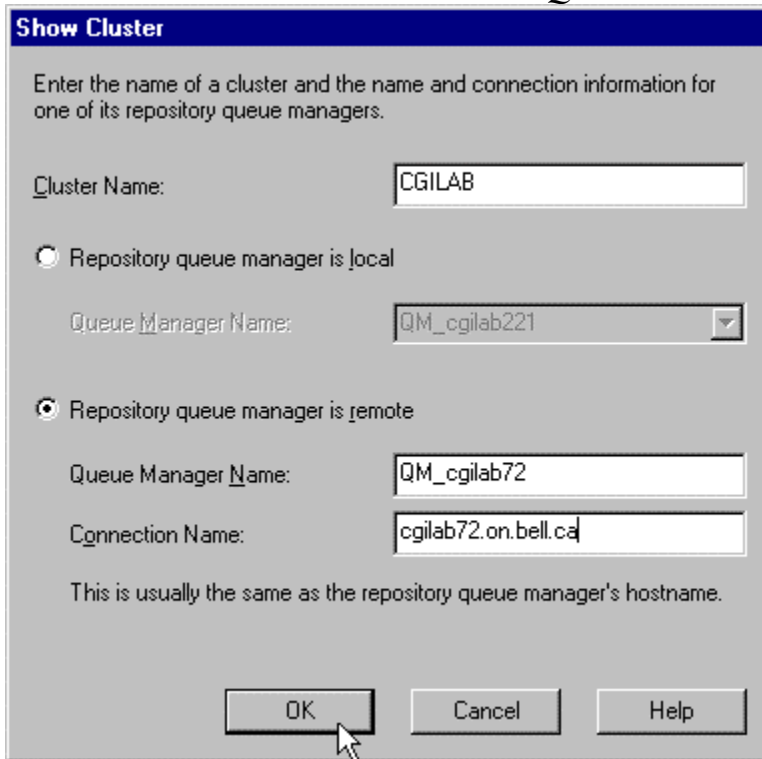 Show Cluster
Enter the name of a cluster and the name and connection information for
one of its repository queue managers.
Cluster Name: CGILAB
Repository queue manager is local
Queue Manager Name: QM_cgilab221
Repository queue manager is remote
Queue Manager Name: QM_cgilab72
Connection Name: cgilab72.on.bell.ca
This is usually the same as the repository queue manager's hostname.
OK Cancel Help